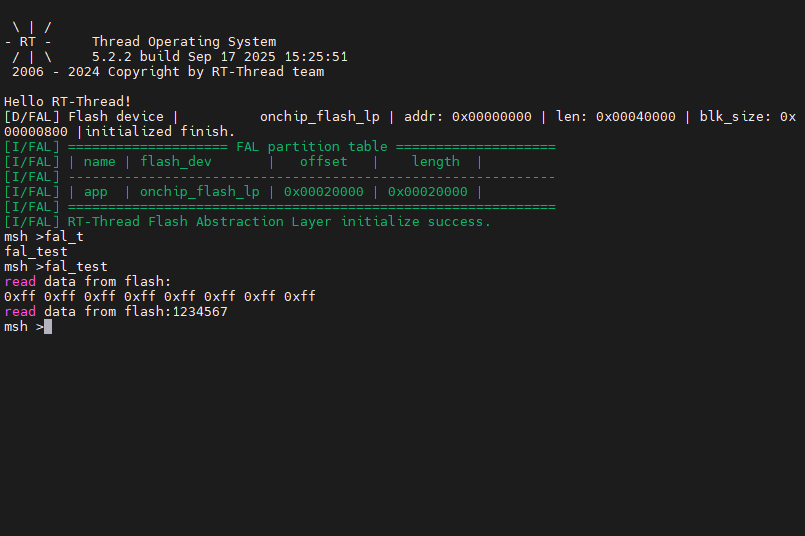 \ | /
- RT -     Thread Operating System
 / | \     5.2.2 build Sep 17 2025 15:25:51
 2006 - 2024 Copyright by RT-Thread team

Hello RT-Thread!
[D/FAL] Flash device |          onchip_flash_lp | addr: 0x00000000 | len: 0x00040000 | blk_size: 0x
00000800 |initialized finish.
[I/FAL] ==================== FAL partition table ====================
[I/FAL] | name | flash_dev       |   offset   |    length  |
[I/FAL] -------------------------------------------------------------
[I/FAL] | app  | onchip_flash_lp | 0x00020000 | 0x00020000 |
[I/FAL] =============================================================
[I/FAL] RT-Thread Flash Abstraction Layer initialize success.
msh >fal_t
fal_test
msh >fal_test
read data from flash:
0xff 0xff 0xff 0xff 0xff 0xff 0xff 0xff
read data from flash:1234567
msh >